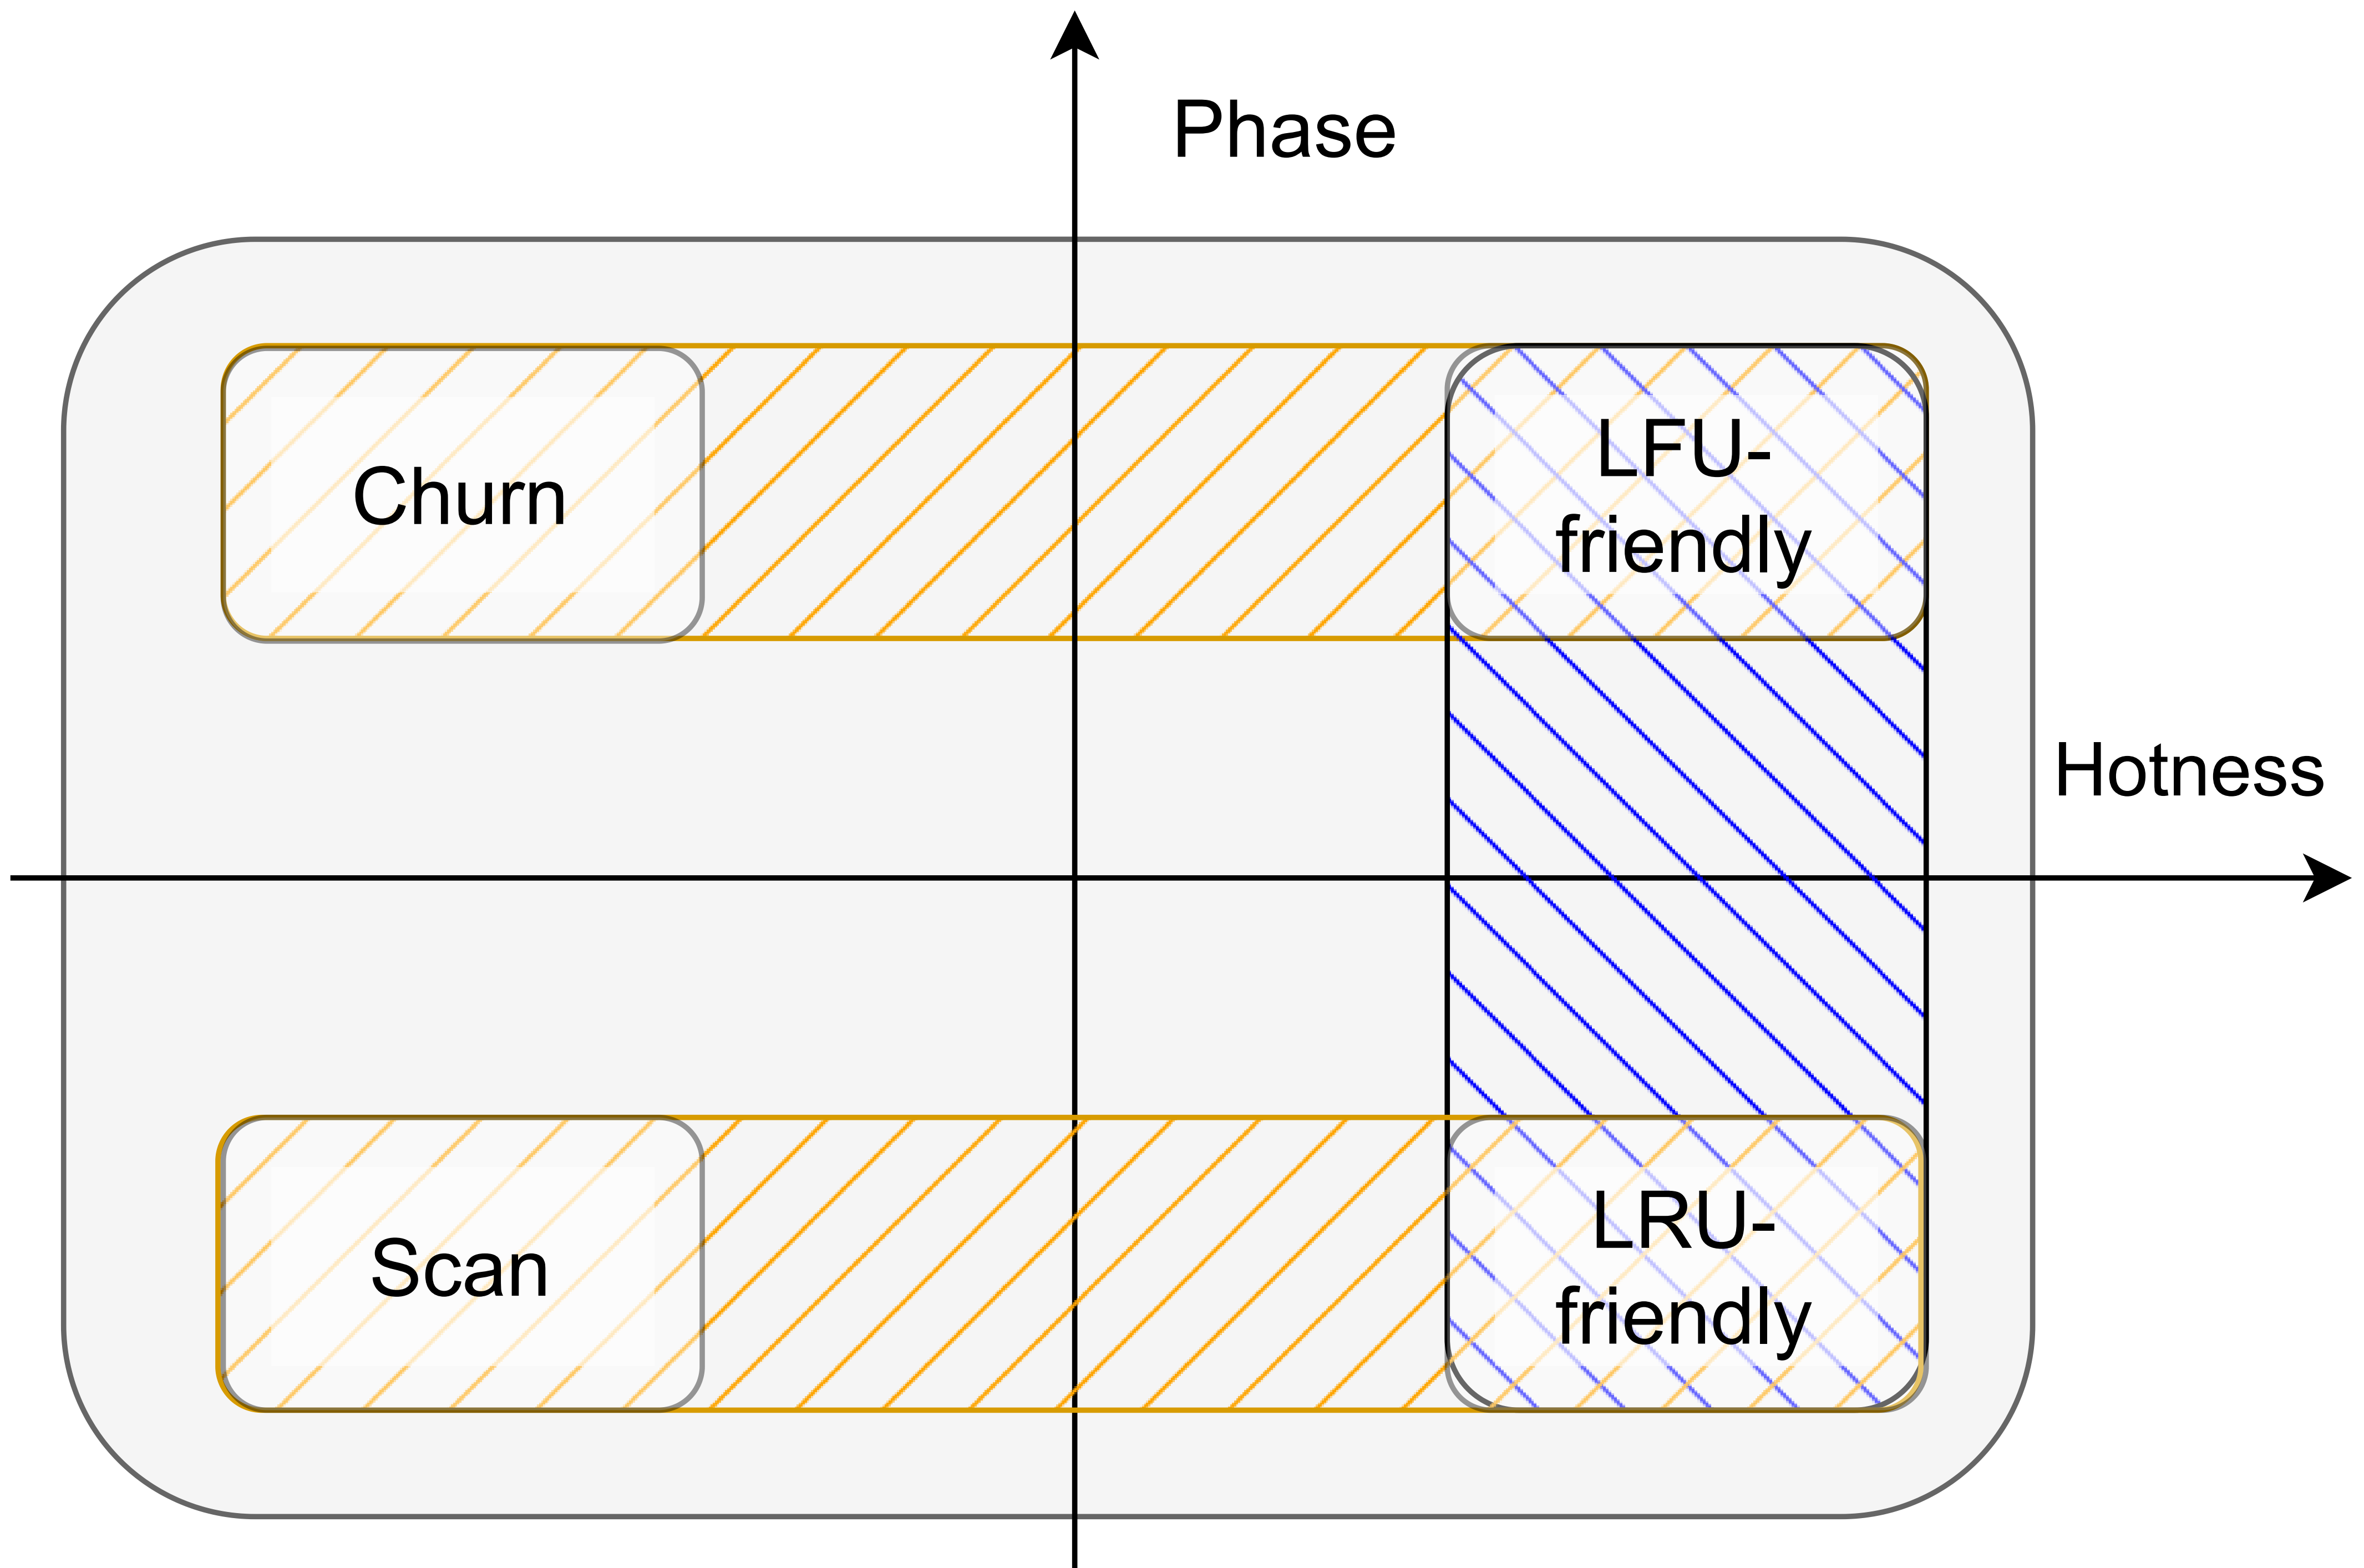 Phase
Churn
LFU-
friendly
Hotness
Scan
LRU-
friendly